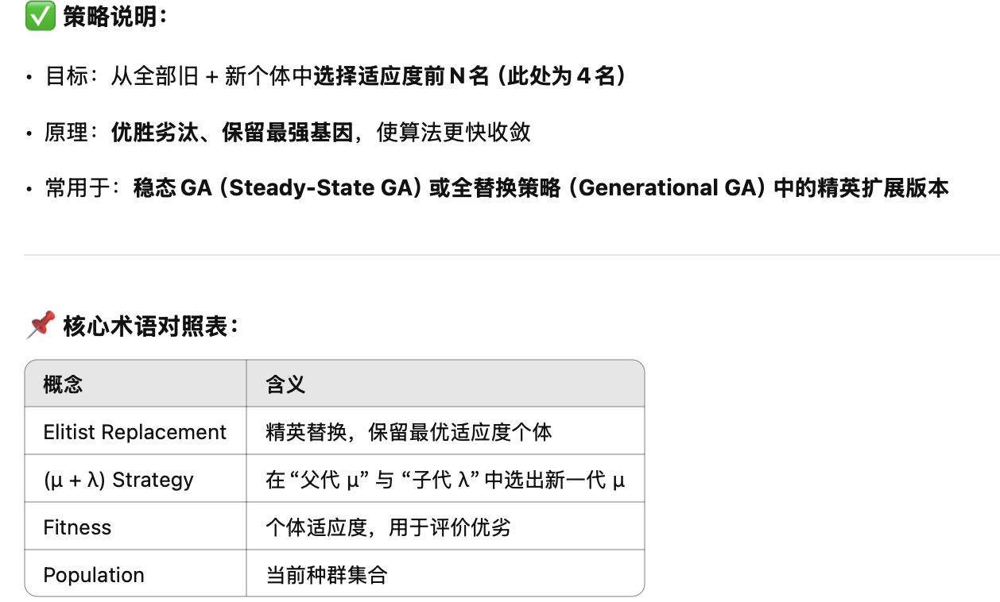 ✅ 策略说明：
• 目标：从全部旧 + 新个体中选择适应度前 N 名（此处为 4 名）
• 原理：优胜劣汰、保留最强基因，使算法更快收敛
• 常用于：稳态 GA（Steady-State GA）或全替换策略（Generational GA）中的精英扩展版本
📌 核心术语对照表：
概念 含义
Elitist Replacement 精英替换，保留最优适应度个体
(μ + λ) Strategy 在 “父代 μ” 与 “子代 λ” 中选出新一代 μ
Fitness 个体适应度，用于评价优劣
Population 当前种群集合